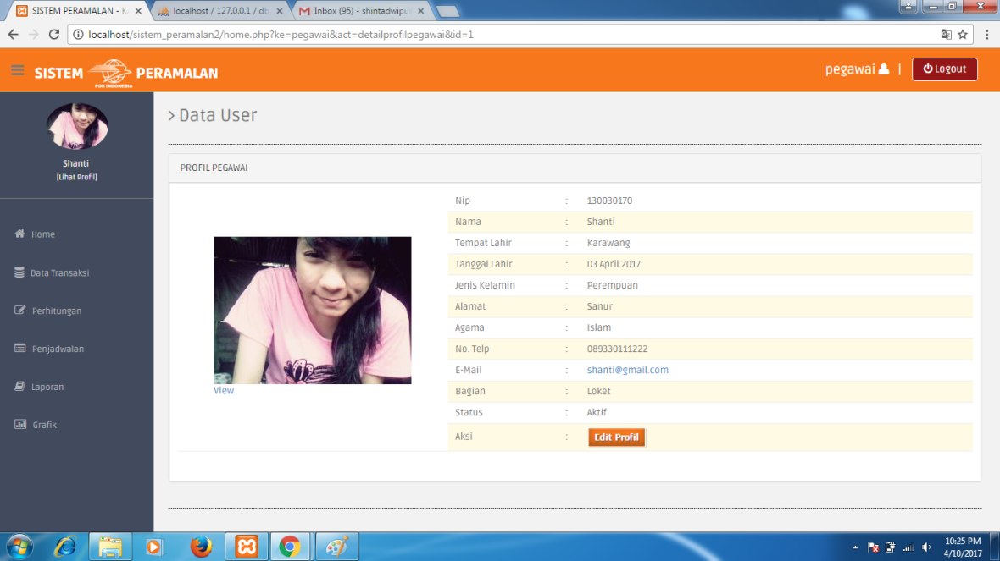 SISTEM PERAMALAN - K
localhost / 127.0.0.1 / db
Inbox (95) - shintadwipus
localhost/sistem_peramalan2/home.php?ke=pegawai&act=detailprofilpegawai&id=1
SISTEM POS INDONESIA PERAMALAN
pegawai | Logout
Shanti
[Lihat Profil]
Home
Data Transaksi
Perhitungan
Penjadwalan
Laporan
Grafik
> Data User
PROFIL PEGAWAI
View
Nip : 130030170
Nama : Shanti
Tempat Lahir : Karawang
Tanggal Lahir : 03 April 2017
Jenis Kelamin : Perempuan
Alamat : Sanur
Agama : Islam
No. Telp : 089330111222
E-Mail : shanti@gmail.com
Bagian : Loket
Status : Aktif
Aksi : Edit Profil
10:25 PM
4/10/2017